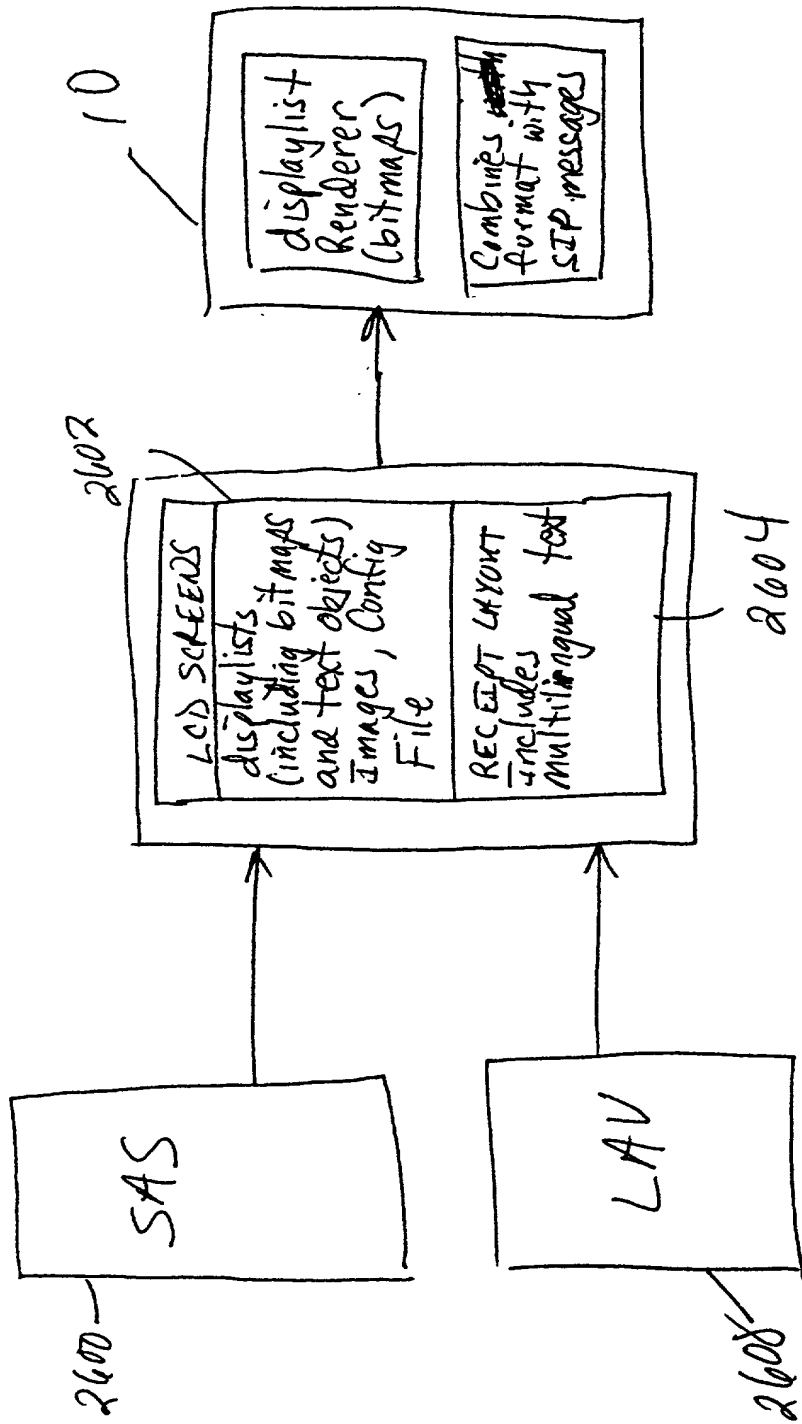 2600
SAS
2608
LAV
2602
LCD SCREENS
displaylists
(including bitmaps
and text objects)
Images, Config
File
RECEIPT LAYOUT
includes
multilingual text
2604
10
displaylist
Renderer
(bitmaps)
Combines
format with
SIP messages